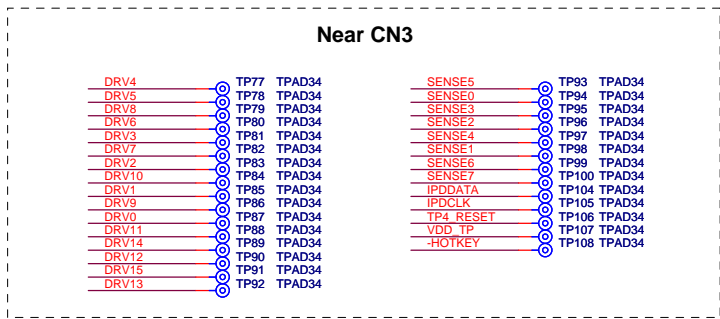 Near CN3
DRV4 TP77 TPAD34
DRV5 TP78 TPAD34
DRV8 TP79 TPAD34
DRV6 TP80 TPAD34
DRV3 TP81 TPAD34
DRV7 TP82 TPAD34
DRV2 TP83 TPAD34
DRV10 TP84 TPAD34
DRV1 TP85 TPAD34
DRV9 TP86 TPAD34
DRV0 TP87 TPAD34
DRV11 TP88 TPAD34
DRV14 TP89 TPAD34
DRV12 TP90 TPAD34
DRV15 TP91 TPAD34
DRV13 TP92 TPAD34
SENSE5 TP93 TPAD34
SENSE0 TP94 TPAD34
SENSE3 TP95 TPAD34
SENSE2 TP96 TPAD34
SENSE4 TP97 TPAD34
SENSE1 TP98 TPAD34
SENSE6 TP99 TPAD34
SENSE7 TP100 TPAD34
IPDDATA TP104 TPAD34
IPDCLK TP105 TPAD34
TP4_RESET TP106 TPAD34
VDD_TP TP107 TPAD34
-HOTKEY TP108 TPAD34